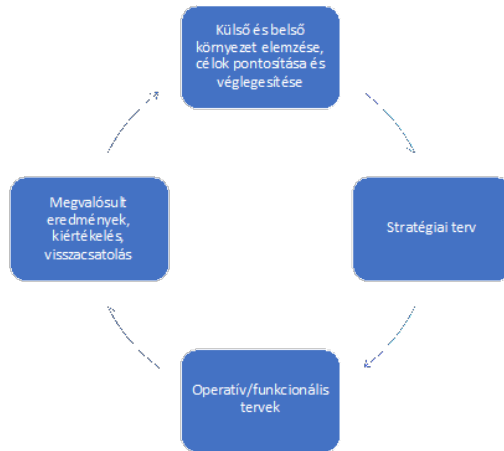 Külső és belső
környezet elemzése,
célok pontosítása és
véglegesítése
Stratégiai terv
Operatív/funkcionális
tervek
Megvalósult
eredmények,
kiértékelés,
visszacsatolás